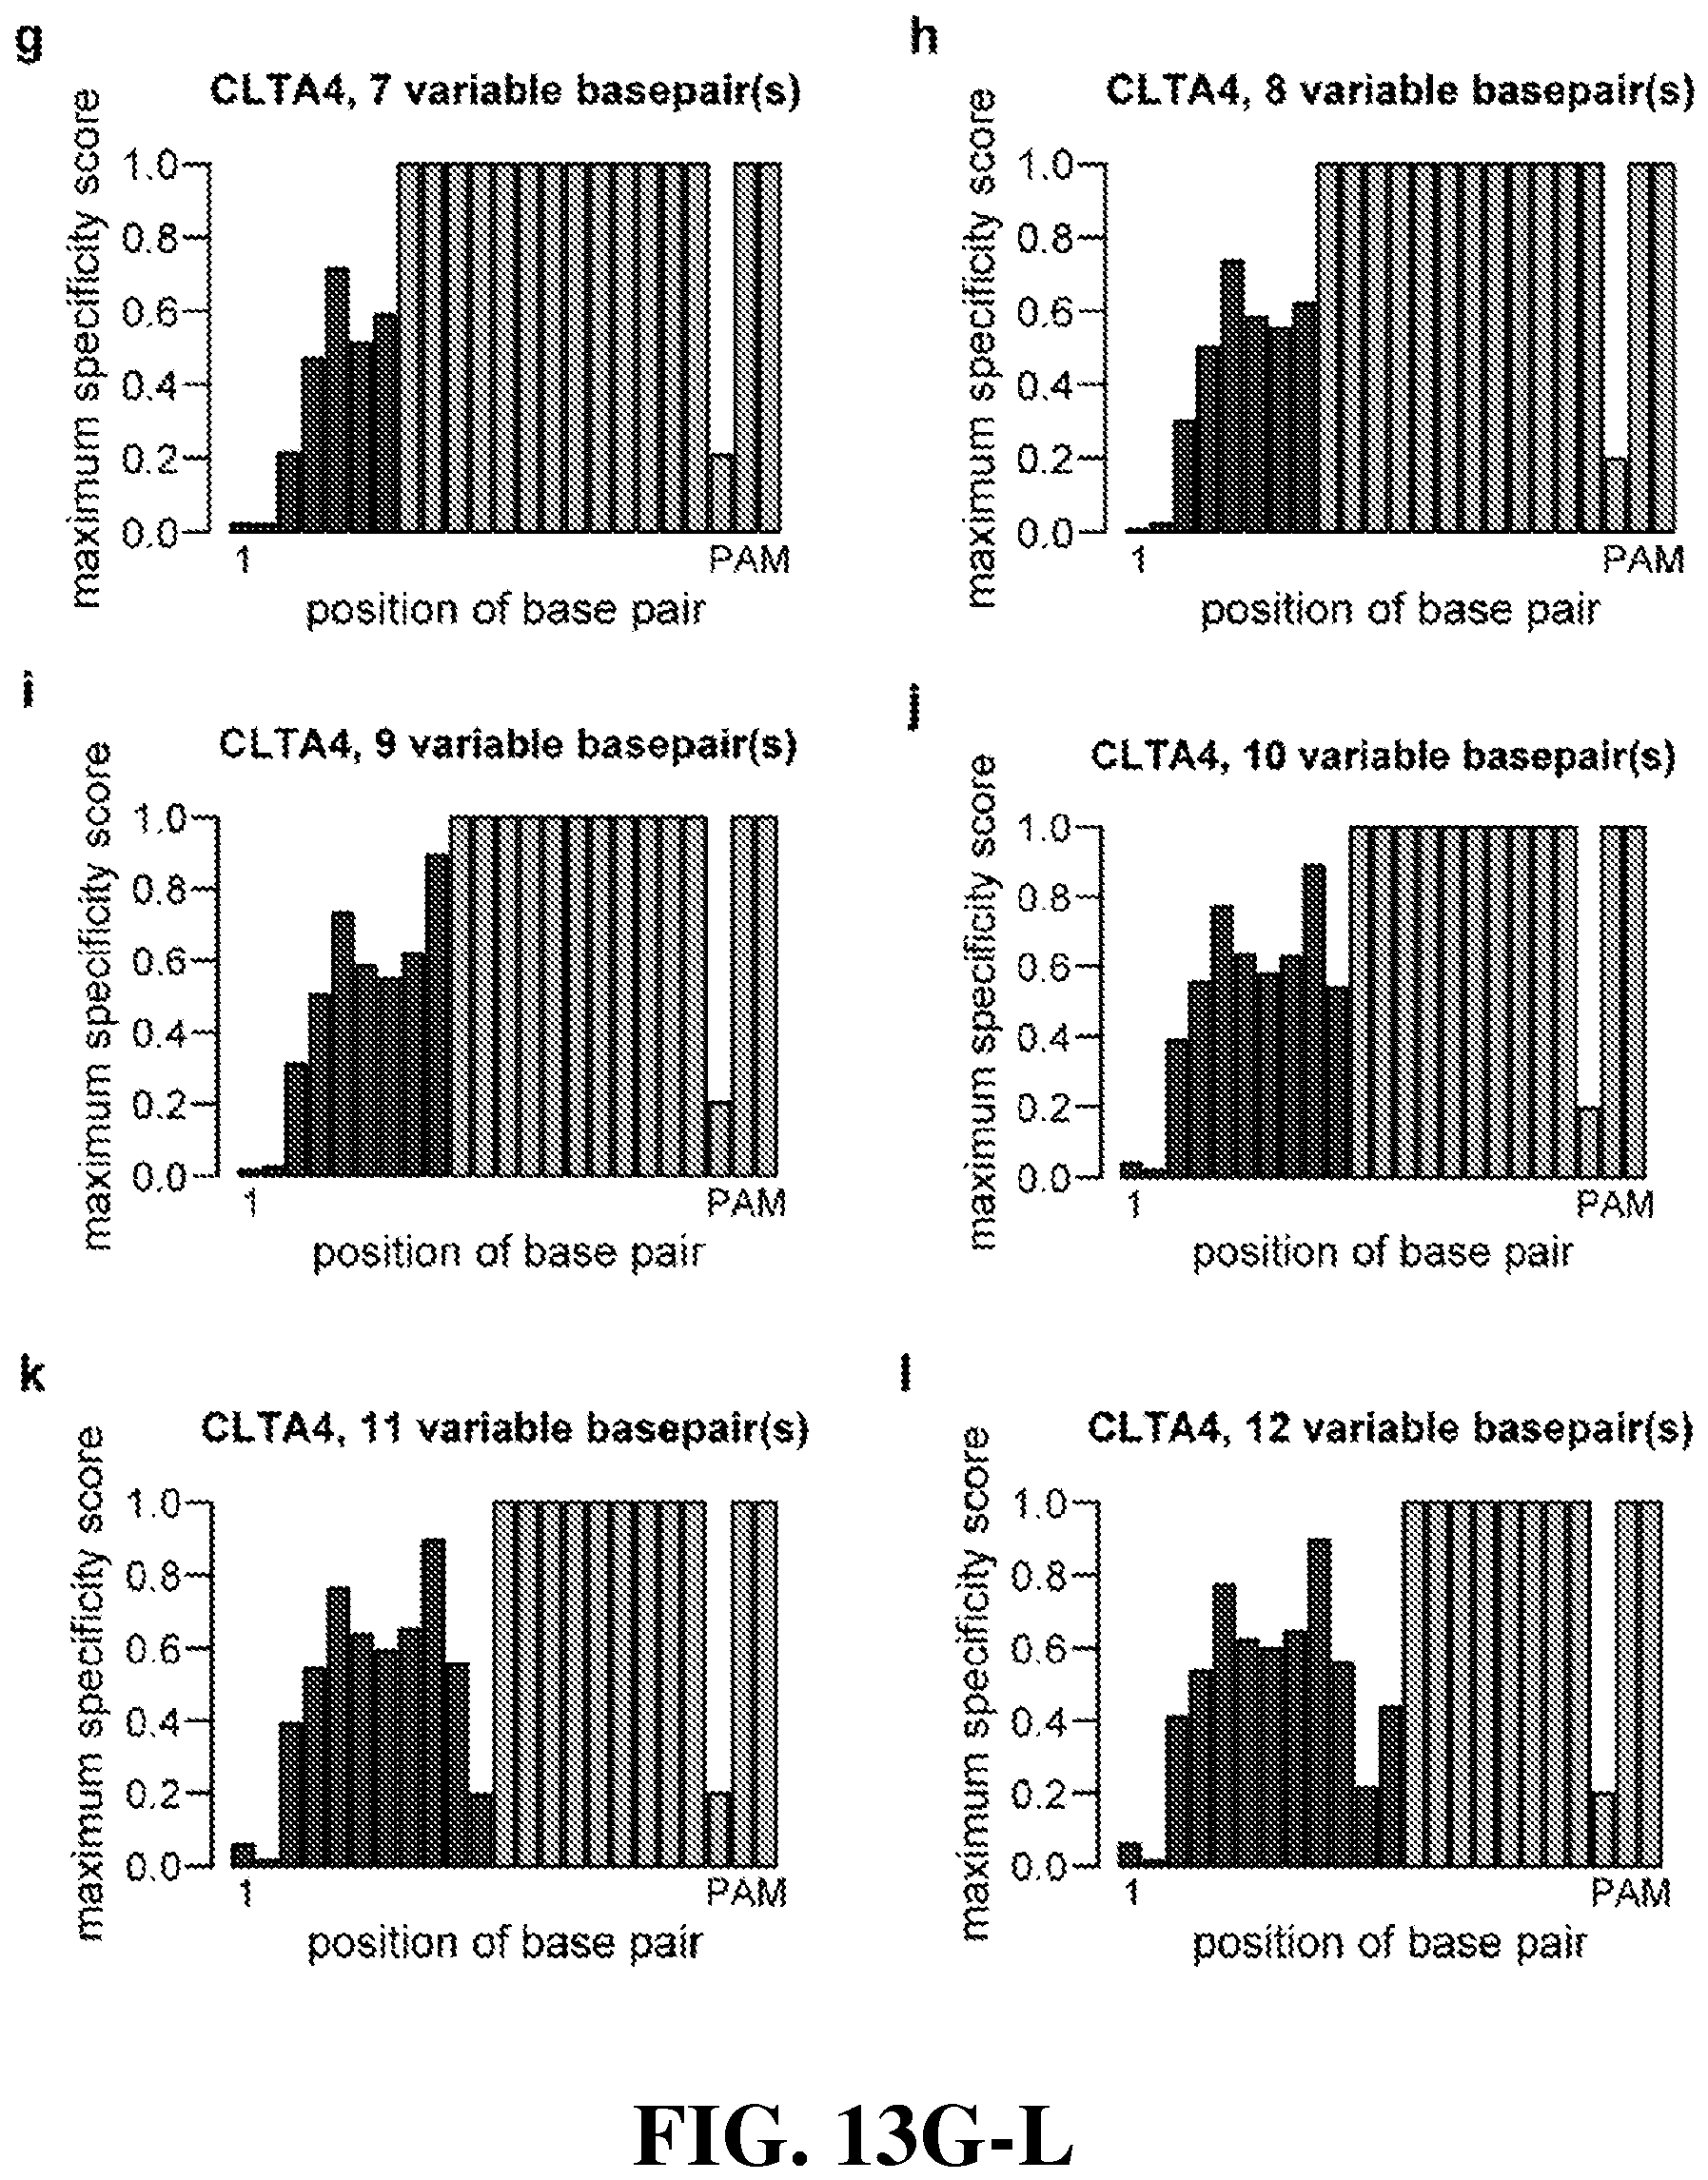 g
CLTA4, 7 variable basepair(s)
maximum specificity score
1.0
0.8
0.6
0.4
0.2
0.0
1
PAM
position of base pair
h
CLTA4, 8 variable basepair(s)
maximum specificity score
1.0
0.8
0.6
0.4
0.2
0.0
1
PAM
position of base pair
i
CLTA4, 9 variable basepair(s)
maximum specificity score
1.0
0.8
0.6
0.4
0.2
0.0
1
PAM
position of base pair
j
CLTA4, 10 variable basepair(s)
maximum specificity score
1.0
0.8
0.6
0.4
0.2
0.0
1
PAM
position of base pair
k
CLTA4, 11 variable basepair(s)
maximum specificity score
1.0
0.8
0.6
0.4
0.2
0.0
1
PAM
position of base pair
l
CLTA4, 12 variable basepair(s)
maximum specificity score
1.0
0.8
0.6
0.4
0.2
0.0
1
PAM
position of base pair
FIG. 13G-L